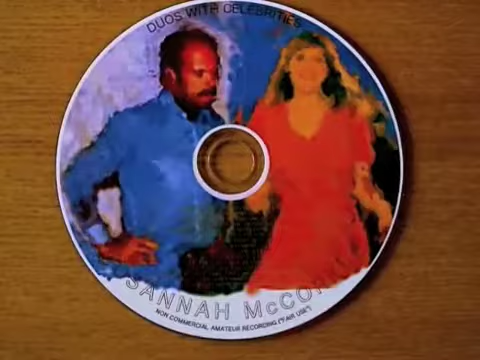 DUOS WITH CELEBRITIES
SANNAH McCO
NON COMMERCIAL AMATEUR RECORDING ("FAIR USE")